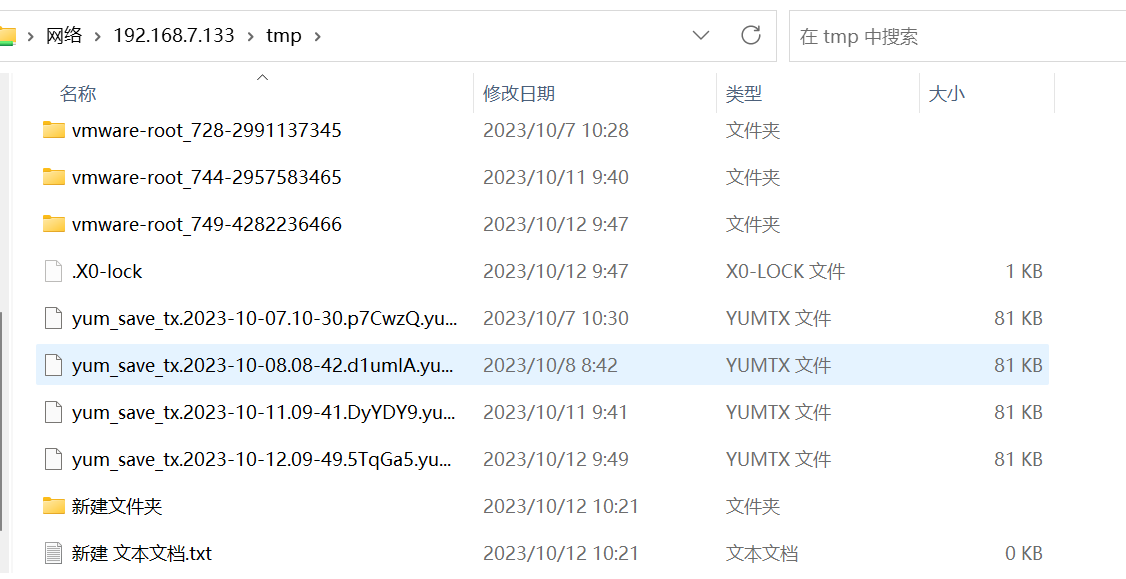 网络 192.168.7.133 tmp 在 tmp 中搜索
名称 修改日期 类型 大小
vmware-root_728-2991137345 2023/10/7 10:28 文件夹
vmware-root_744-2957583465 2023/10/11 9:40 文件夹
vmware-root_749-4282236466 2023/10/12 9:47 文件夹
.X0-lock 2023/10/12 9:47 X0-LOCK 文件 1 KB
yum_save_tx.2023-10-07.10-30.p7CwzQ.yu... 2023/10/7 10:30 YUMTX 文件 81 KB
yum_save_tx.2023-10-08.08-42.d1umlA.yu... 2023/10/8 8:42 YUMTX 文件 81 KB
yum_save_tx.2023-10-11.09-41.DyYDY9.yu... 2023/10/11 9:41 YUMTX 文件 81 KB
yum_save_tx.2023-10-12.09-49.5TqGa5.yu... 2023/10/12 9:49 YUMTX 文件 81 KB
新建文件夹 2023/10/12 10:21 文件夹
新建 文本文档.txt 2023/10/12 10:21 文本文档 0 KB